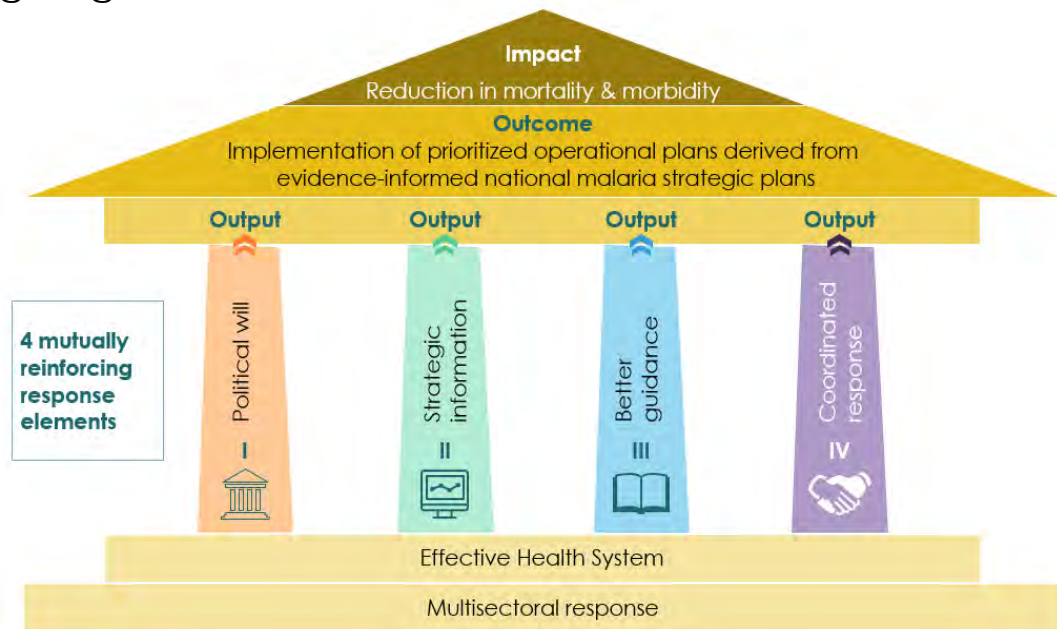 Impact
Reduction in mortality & morbidity
Outcome
Implementation of prioritized operational plans derived from
evidence-informed national malaria strategic plans
Output
Output
Output
Output
4 mutually
reinforcing
response
elements
Political will
I
Strategic
information
II
Better
guidance
III
Coordinated
response
IV
Effective Health System
Multisectoral response